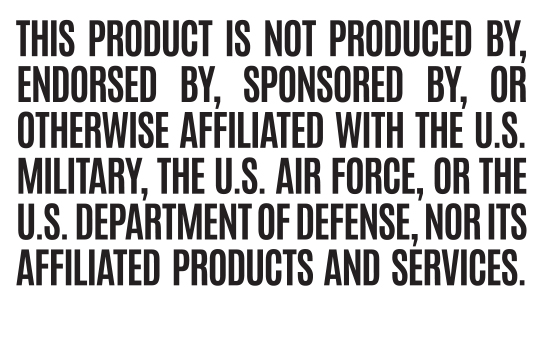 THIS PRODUCT IS NOT PRODUCED BY,
ENDORSED BY, SPONSORED BY, OR
OTHERWISE AFFILIATED WITH THE U.S.
MILITARY, THE U.S. AIR FORCE, OR THE
U.S. DEPARTMENT OF DEFENSE, NOR ITS
AFFILIATED PRODUCTS AND SERVICES.